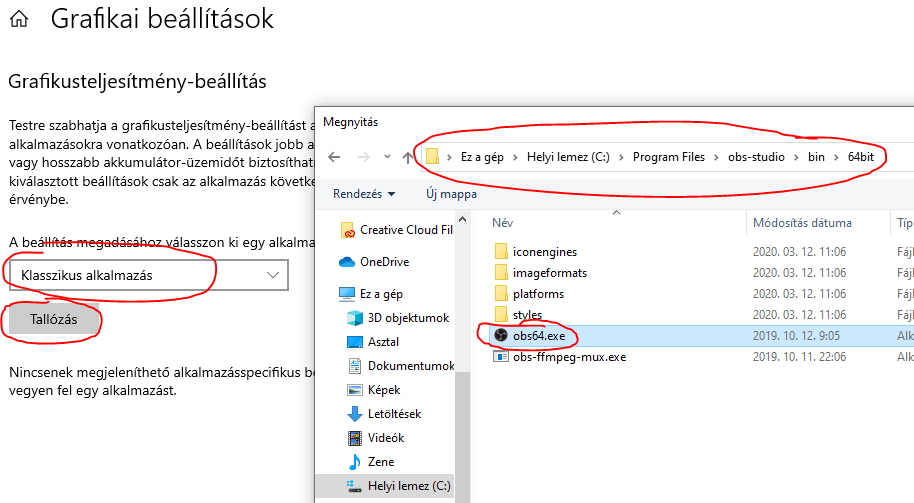 Grafikai beállítások
Grafikusteljesítmény-beállítás
Testre szabhatja a grafikusteljesítmény-beállítást a
alkalmazásokra vonatkozóan. A beállítások jobb a
vagy hosszabb akkumulátor-üzemidőt biztosíthat
kiválasztott beállítások csak az alkalmazás követke
érvénybe.
A beállítás megadásához válasszon ki egy alkalma
Klasszikus alkalmazás
Tallózás
Nincsenek megjeleníthető alkalmazásspecifikus be
vegyen fel egy alkalmazást.
Megnyitás
Ez a gép > Helyi lemez (C:) > Program Files > obs-studio > bin > 64bit
Rendezés Új mappa
Creative Cloud Fil
OneDrive
Ez a gép
3D objektumok
Asztal
Dokumentumok
Képek
Letöltések
Videók
Zene
Helyi lemez (C:)
Név Módosítás dátuma Típ
iconengines 2020. 03. 12. 11:06 Fájl
imageformats 2020. 03. 12. 11:06 Fájl
platforms 2020. 03. 12. 11:06 Fájl
styles 2020. 03. 12. 11:06 Fájl
obs64.exe 2019. 10. 12. 9:05 Alk
obs-ffmpeg-mux.exe 2019. 10. 11. 22:06 Alk